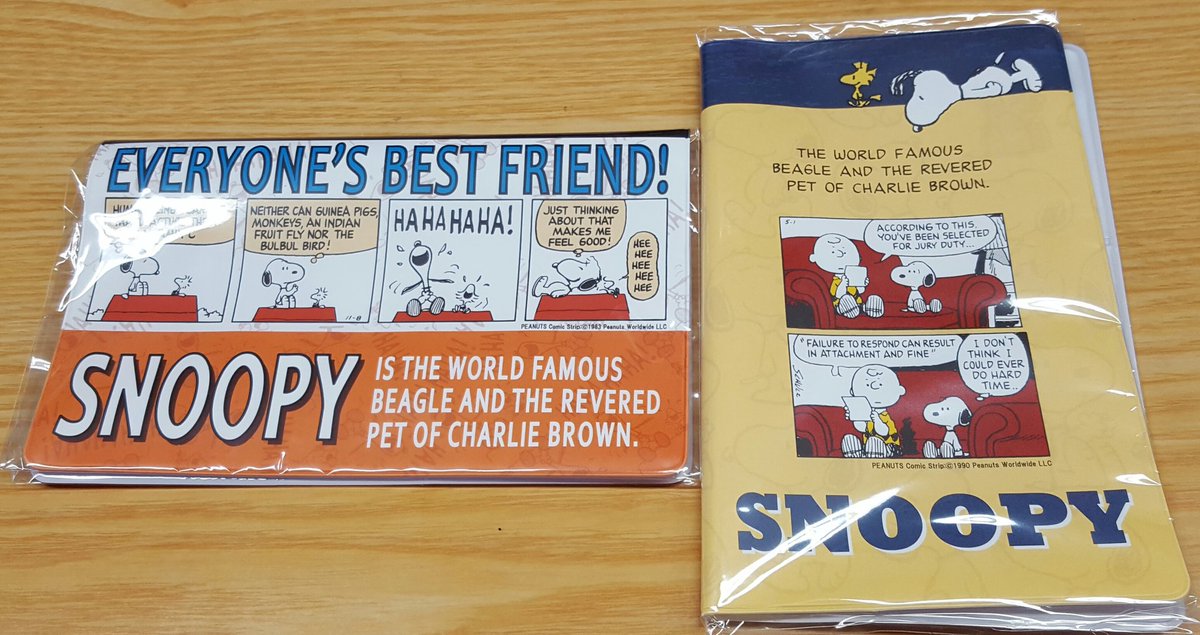 EVERYONE'S BEST FRIEND!
NEITHER CAN GUINEA PIGS,
MONKEYS, AN INDIAN
FRUIT FLY NOR THE
BULBUL BIRD!
HAHAHAHA!
JUST THINKING
ABOUT THAT
MAKES ME
FEEL GOOD!
HEE
HEE
HEE
HEE
HEE
11-8
PEANUTS Comic Strip:©1983 Peanuts Worldwide LLC
SNOOPY
IS THE WORLD FAMOUS
BEAGLE AND THE REVERED
PET OF CHARLIE BROWN.
THE WORLD FAMOUS
BEAGLE AND THE REVERED
PET OF CHARLIE BROWN.
5-1
ACCORDING TO THIS,
YOU'VE BEEN SELECTED
FOR JURY DUTY...
"FAILURE TO RESPOND CAN RESULT
IN ATTACHMENT AND FINE"
I DON'T
THINK I
COULD EVER
DO HARD
TIME..
SCHULZ
PEANUTS Comic Strip:©1990 Peanuts Worldwide LLC
SNOOPY